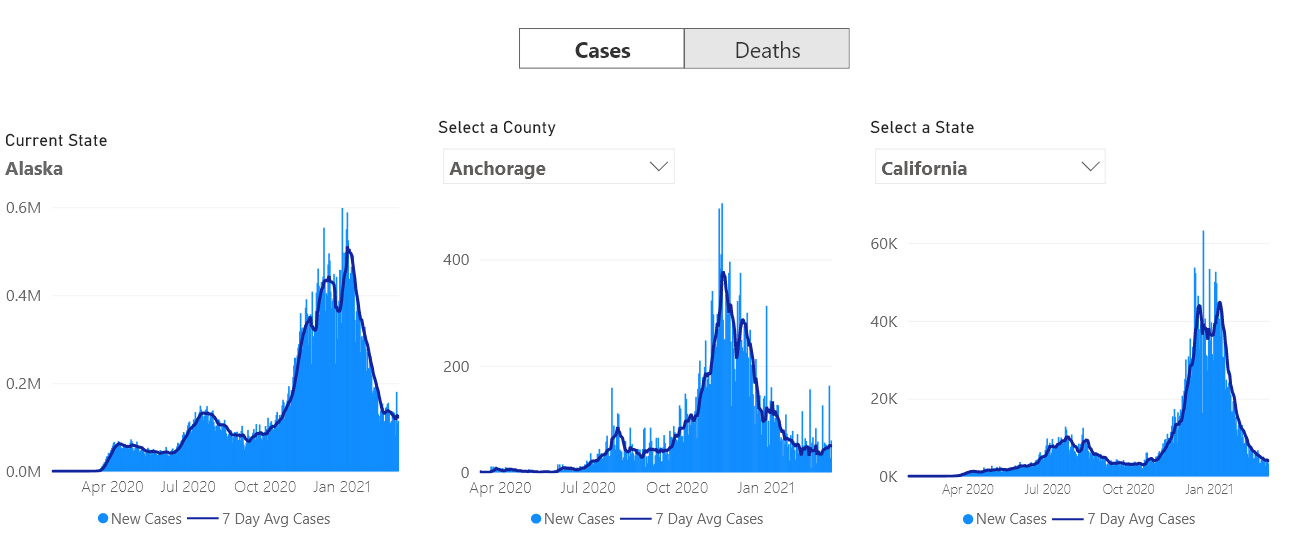 Cases Deaths
Current State
Alaska
0.6M
0.4M
0.2M
0.0M
Apr 2020 Jul 2020 Oct 2020 Jan 2021
New Cases 7 Day Avg Cases
Select a County
Anchorage
400
200
0
Apr 2020 Jul 2020 Oct 2020 Jan 2021
New Cases 7 Day Avg Cases
Select a State
California
60K
40K
20K
0K
Apr 2020 Jul 2020 Oct 2020 Jan 2021
New Cases 7 Day Avg Cases